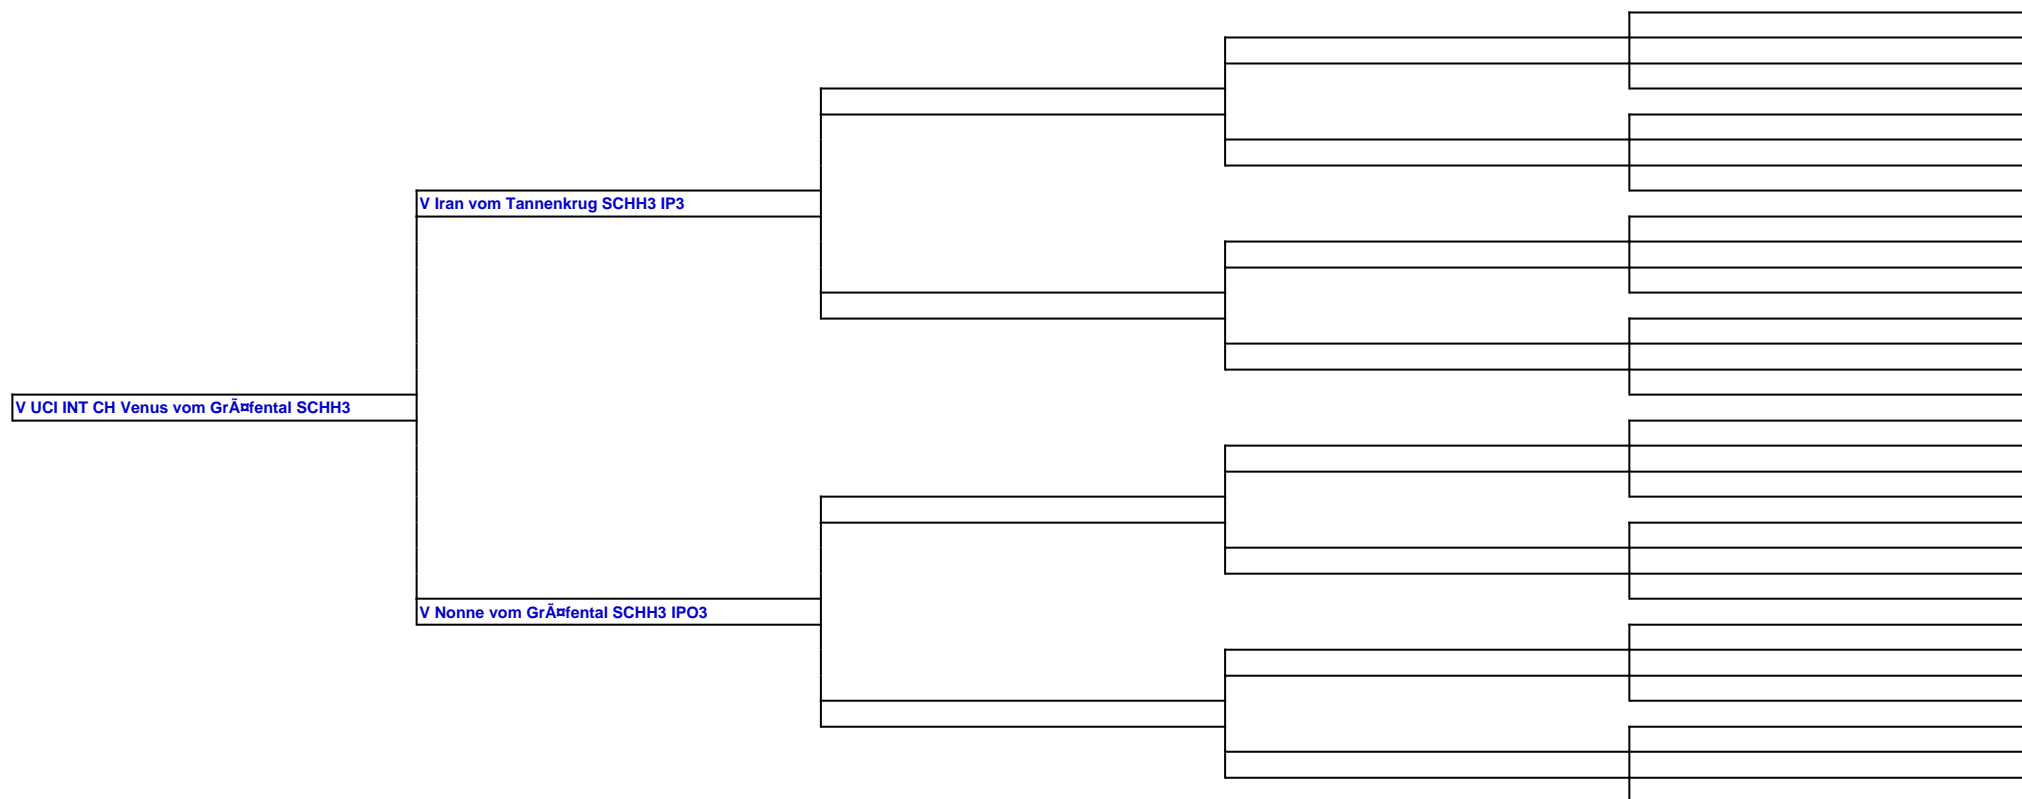 V Iran vom Tannenkrug SCHH3 IP3
V UCI INT CH Venus vom GrÃ¤fental SCHH3
V Nonne vom GrÃ¤fental SCHH3 IPO3